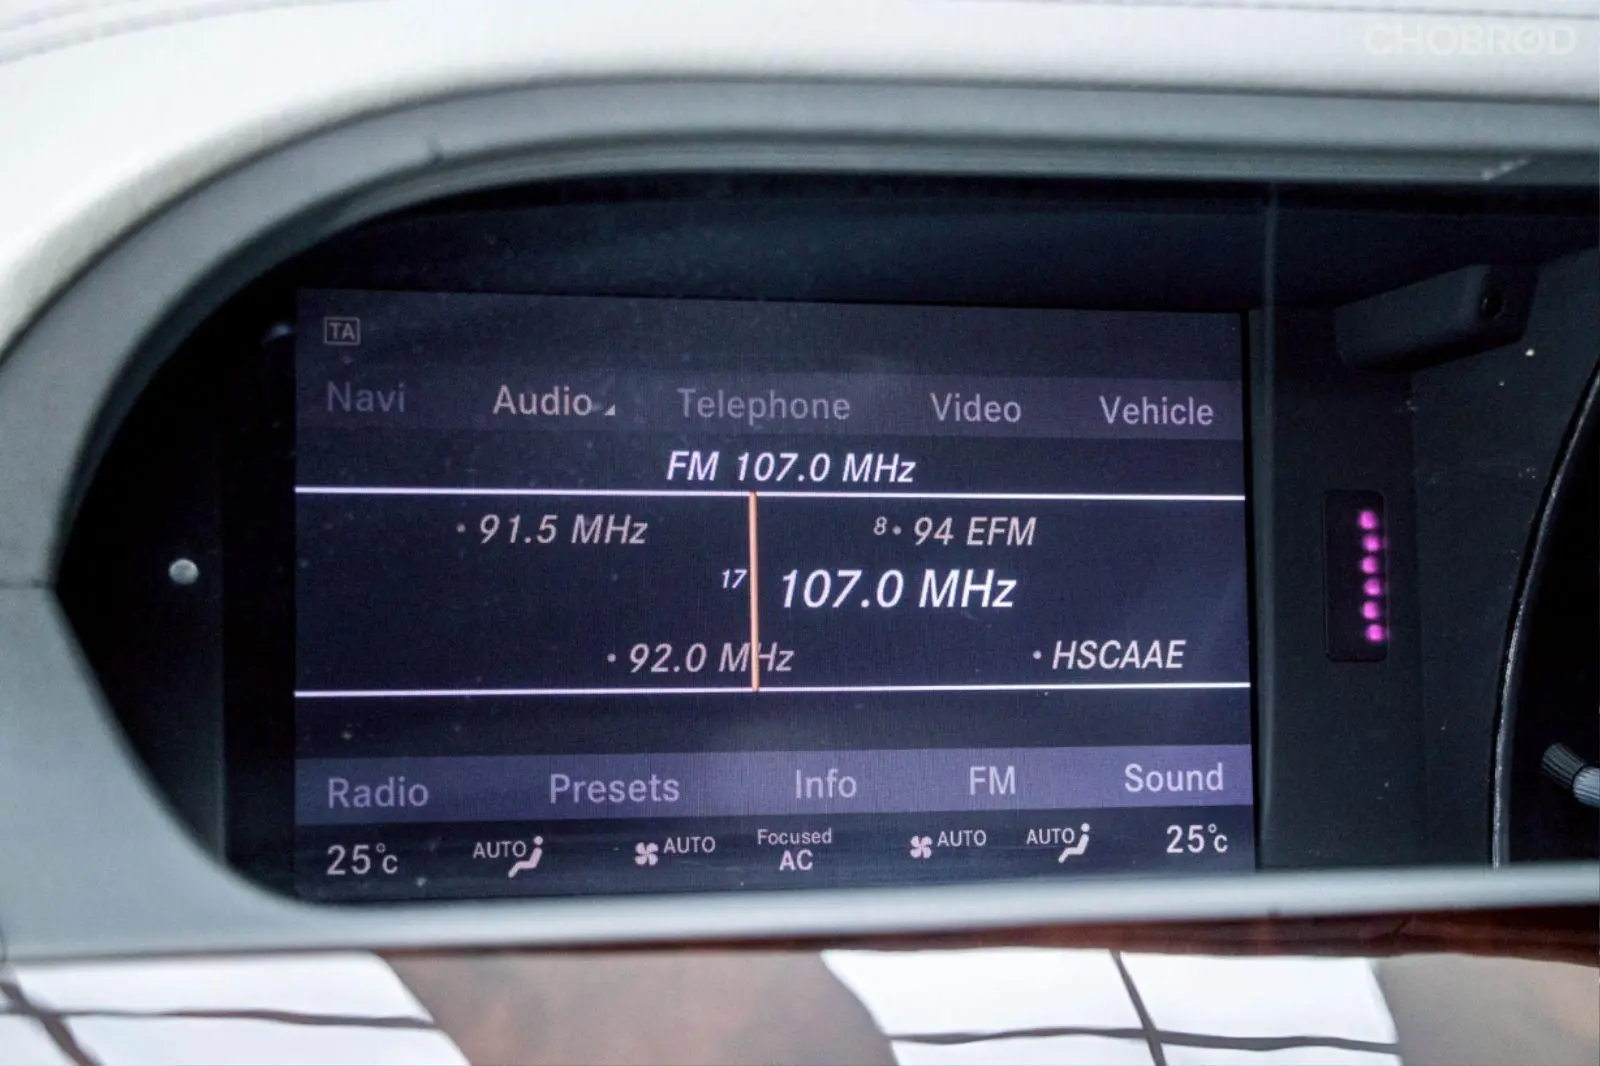 CHOBROD
TA
Navi Audio Telephone Video Vehicle
FM 107.0 MHz
• 91.5 MHz 8• 94 EFM
17 107.0 MHz
• 92.0 MHz • HSCAAE
Radio Presets Info FM Sound
25°C AUTO AUTO Focused AUTO AUTO 25°C
AC